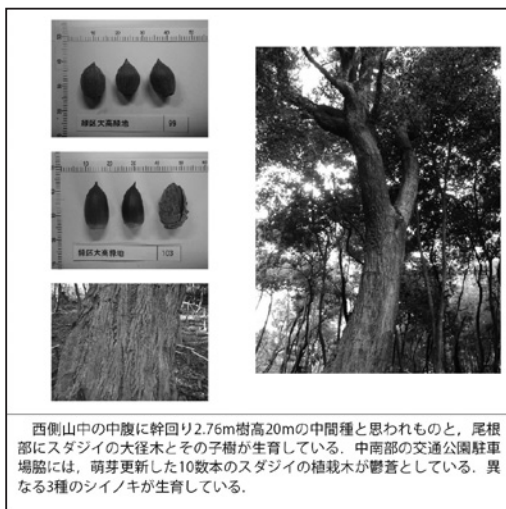 緑区大高緑地 99
緑区大高緑地 103
西側山中の中腹に幹回り2.76m樹高20mの中間種と思われものと，尾根
部にスダジイの大径木とその子樹が生育している．中南部の交通公園駐車
場脇には，萌芽更新した10数本のスダジイの植栽木が鬱蒼としている．異
なる3種のシイノキが生育している．